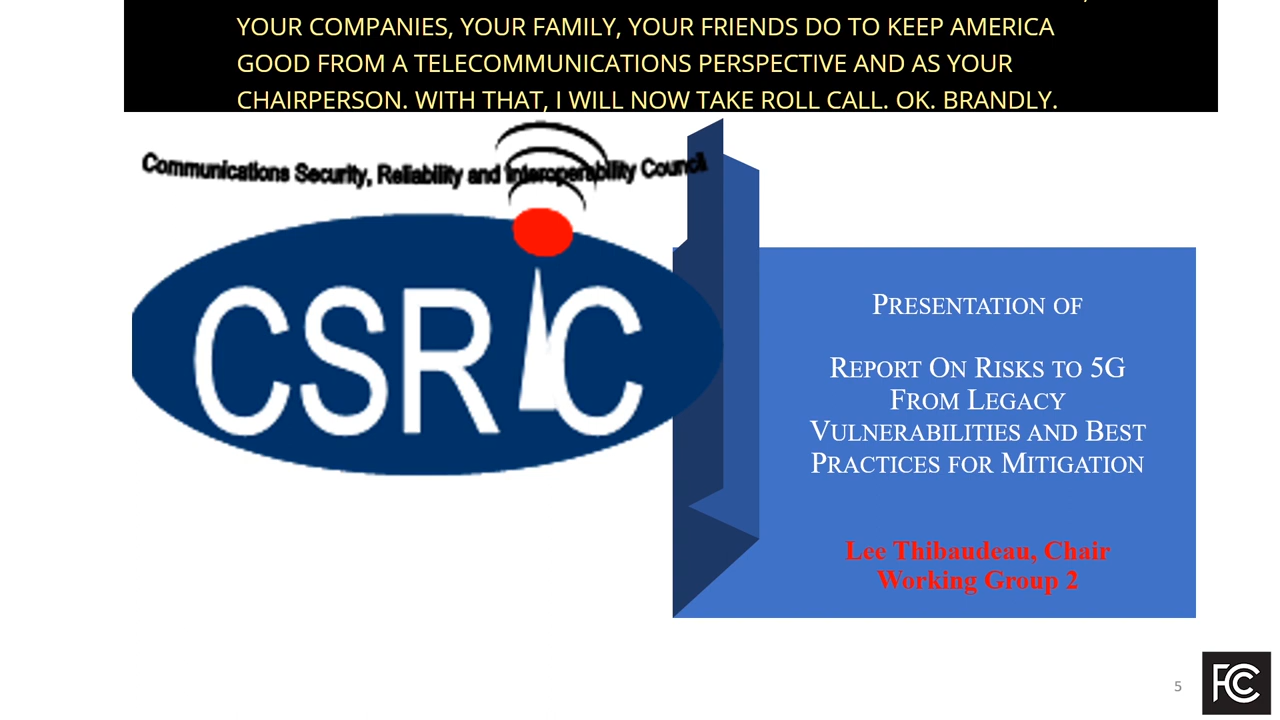 YOUR COMPANIES, YOUR FAMILY, YOUR FRIENDS DO TO KEEP AMERICA
GOOD FROM A TELECOMMUNICATIONS PERSPECTIVE AND AS YOUR
CHAIRPERSON. WITH THAT, I WILL NOW TAKE ROLL CALL. OK. BRANDLY.
Communications Security, Reliability and Interoperability Council
CSRIC
PRESENTATION OF
REPORT ON RISKS TO 5G
FROM LEGACY
VULNERABILITIES AND BEST
PRACTICES FOR MITIGATION
Lee Thibaudeau, Chair
Working Group 2
5
FCC